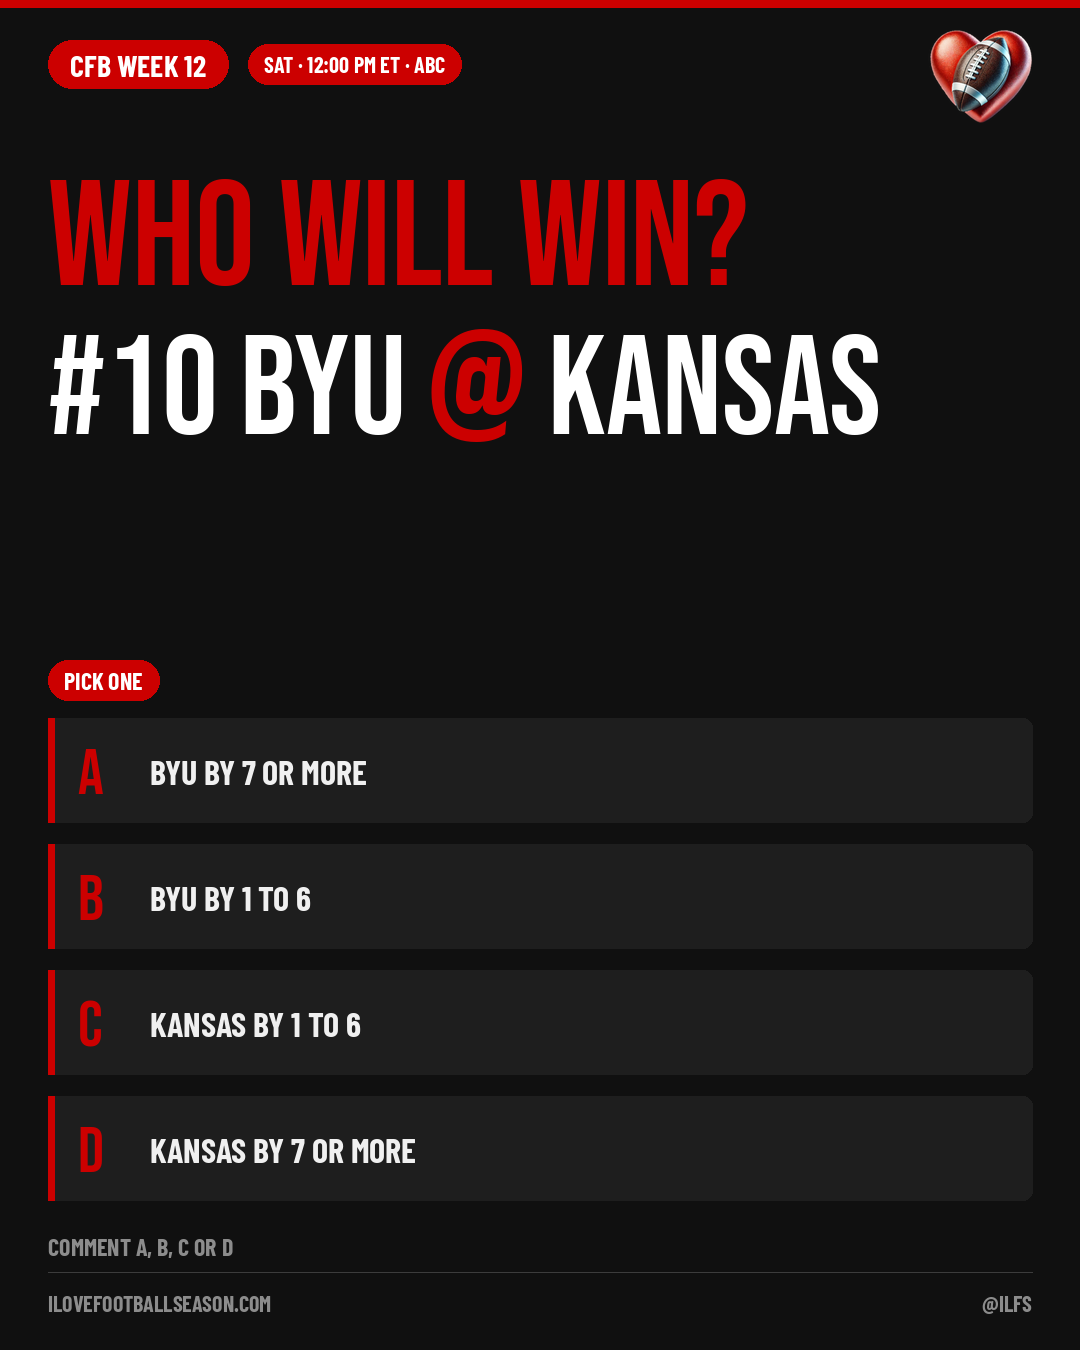 CFB WEEK 12
SAT · 12:00 PM ET · ABC
WHO WILL WIN?
#10 BYU @ KANSAS
PICK ONE
A BYU BY 7 OR MORE
B BYU BY 1 TO 6
C KANSAS BY 1 TO 6
D KANSAS BY 7 OR MORE
COMMENT A, B, C OR D
ILOVEFOOTBALLSEASON.COM
@ILFS